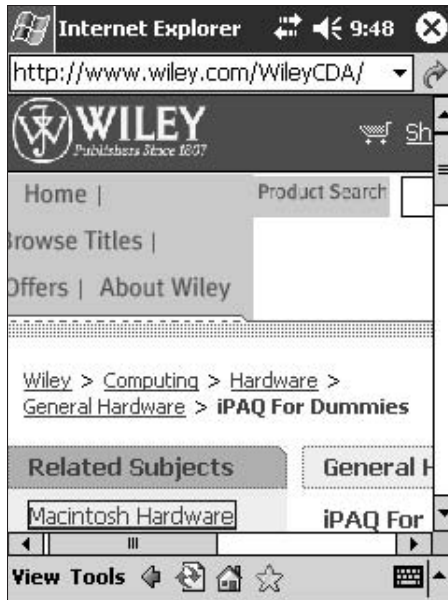 Internet Explorer 9:48
http://www.wiley.com/WileyCDA/
WILEY
Publishers Since 1807
Sh
Home | Product Search
Browse Titles |
Offers | About Wiley
Wiley > Computing > Hardware >
General Hardware > iPAQ For Dummies
Related Subjects General H
Macintosh Hardware iPAQ For
View Tools